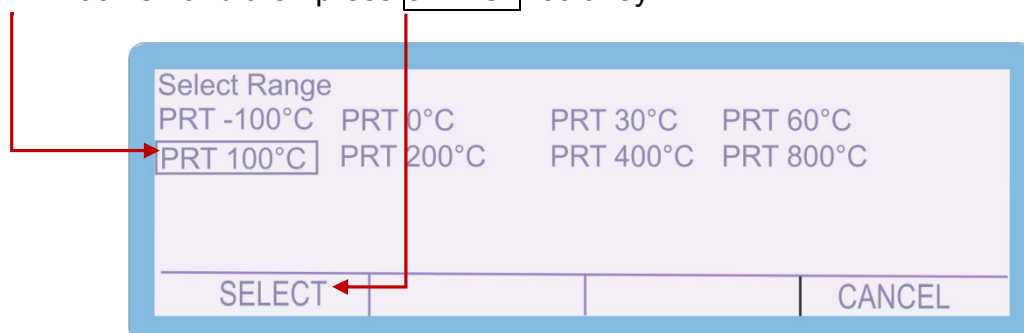 press
Select Range
PRT -100°C PRT 0°C PRT 30°C PRT 60°C
PRT 100°C PRT 200°C PRT 400°C PRT 800°C
SELECT CANCEL